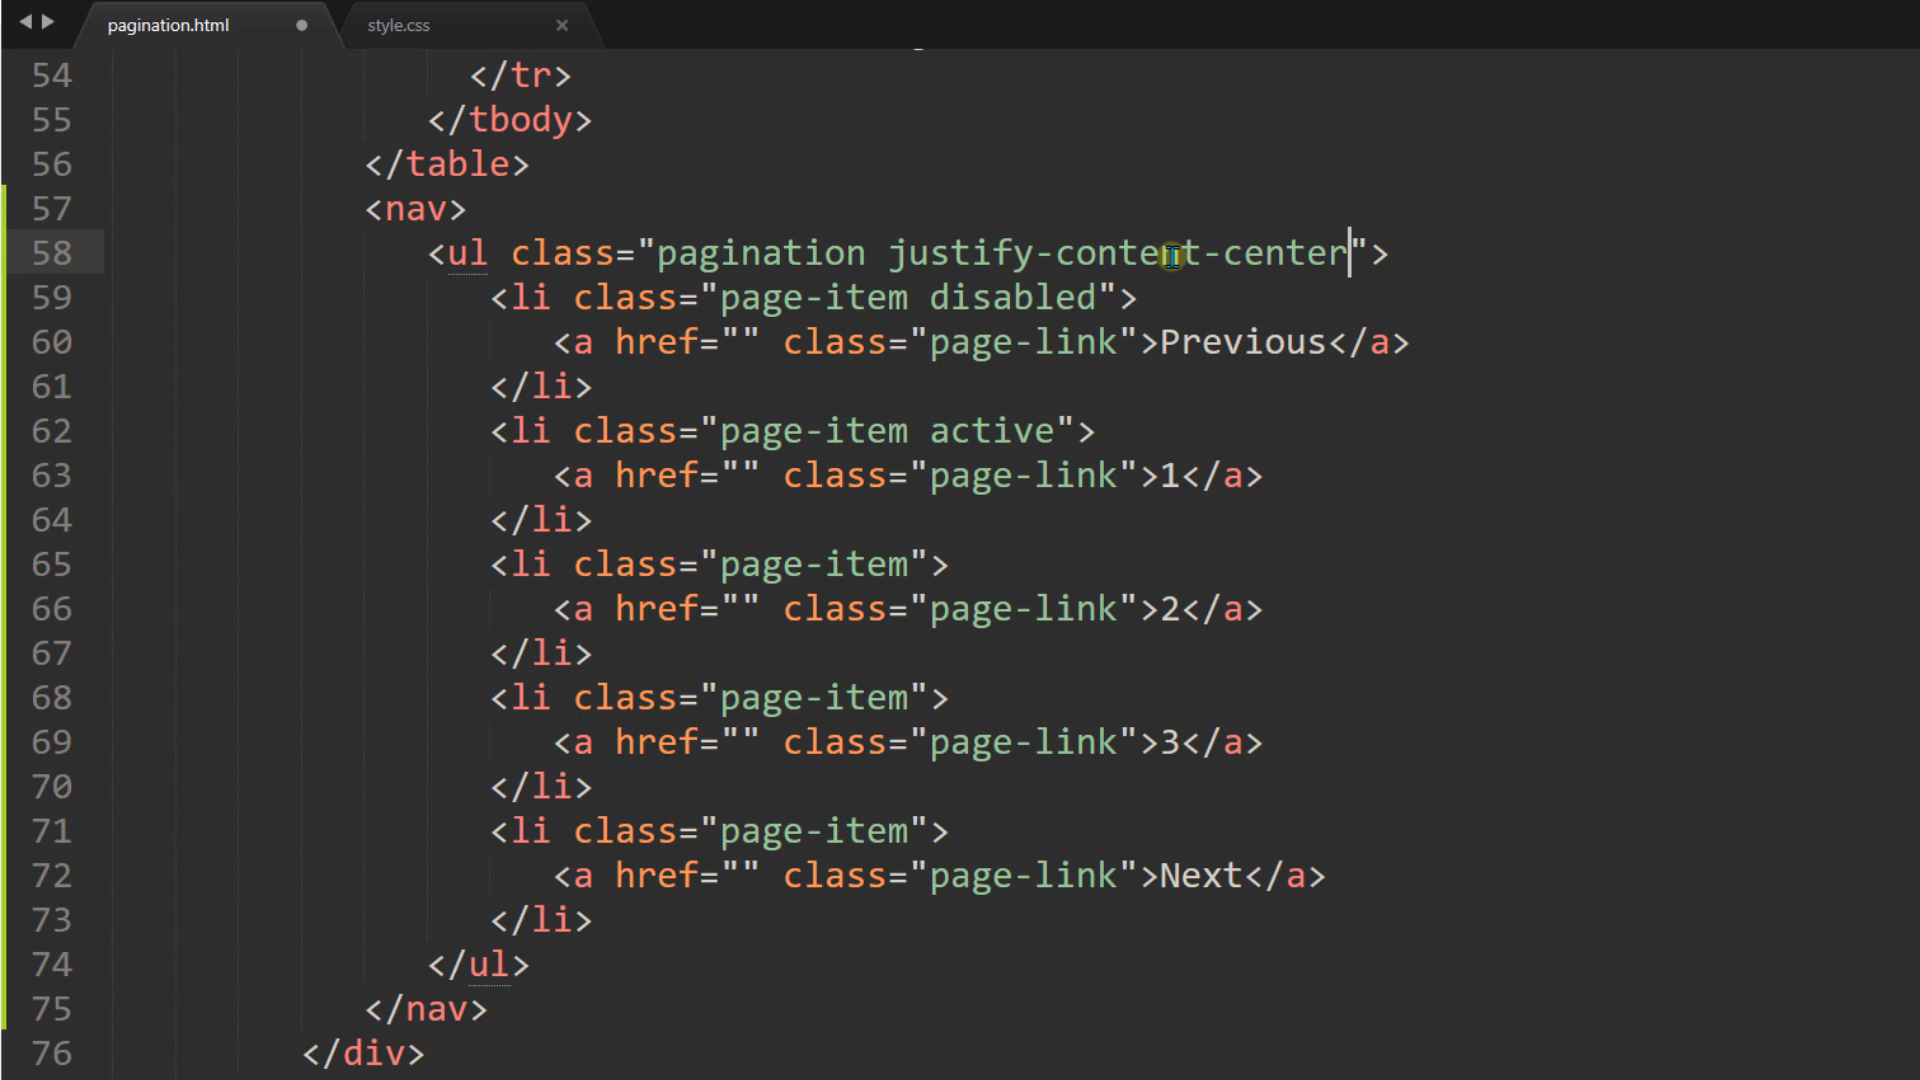 pagination.html
style.css
54 </tr>
55 </tbody>
56 </table>
57 <nav>
58 <ul class="pagination justify-content-center">
59 <li class="page-item disabled">
60 <a href="" class="page-link">Previous</a>
61 </li>
62 <li class="page-item active">
63 <a href="" class="page-link">1</a>
64 </li>
65 <li class="page-item">
66 <a href="" class="page-link">2</a>
67 </li>
68 <li class="page-item">
69 <a href="" class="page-link">3</a>
70 </li>
71 <li class="page-item">
72 <a href="" class="page-link">Next</a>
73 </li>
74 </ul>
75 </nav>
76 </div>